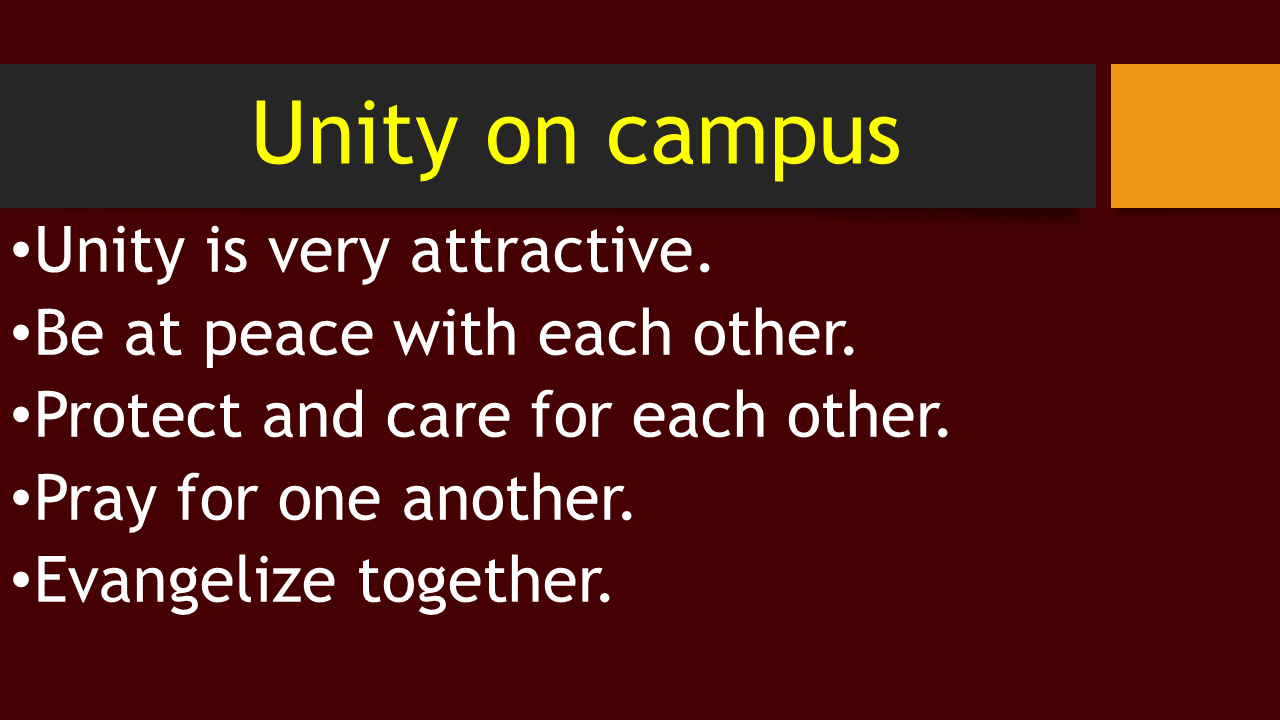 Unity on campus
•Unity is very attractive.
•Be at peace with each other.
•Protect and care for each other.
•Pray for one another.
•Evangelize together.